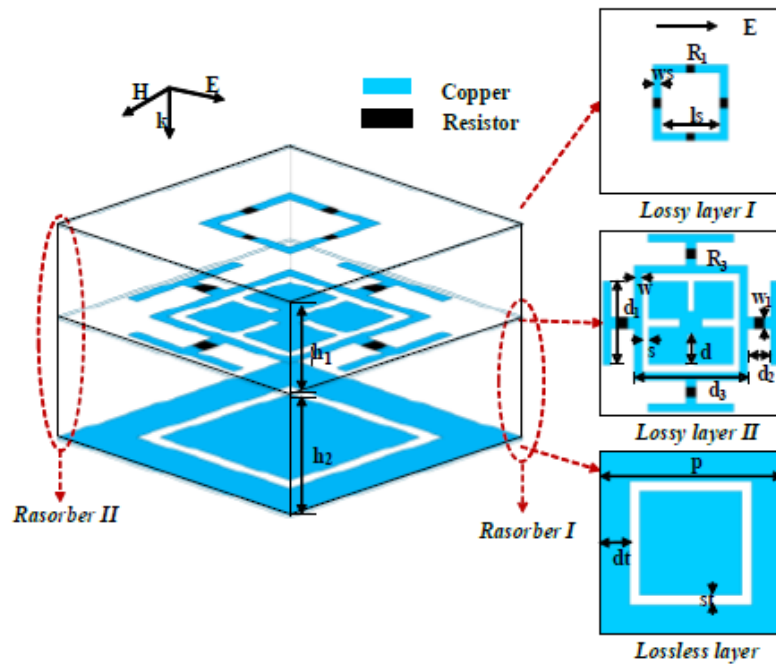 H
E
k
Copper
Resistor
h₁
h₂
Rasorber II
Rasorber I
E
R₁
ws
ls
Lossy layer I
R₃
w
w₁
d₁
s
d
d₂
d₃
Lossy layer II
p
dt
st
Lossless layer